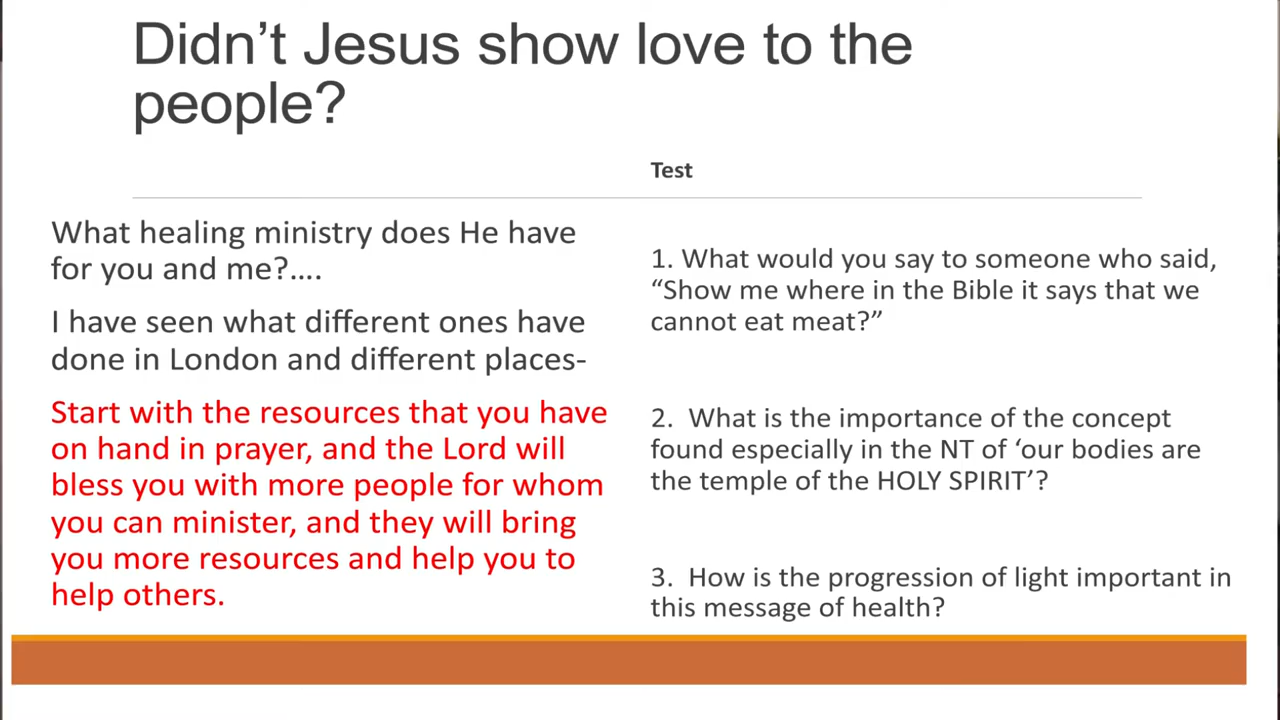 Didn’t Jesus show love to the
people?
Test
What healing ministry does He have
for you and me?....
I have seen what different ones have
done in London and different places-
Start with the resources that you have
on hand in prayer, and the Lord will
bless you with more people for whom
you can minister, and they will bring
you more resources and help you to
help others.
1. What would you say to someone who said,
“Show me where in the Bible it says that we
cannot eat meat?”
2.  What is the importance of the concept
found especially in the NT of ‘our bodies are
the temple of the HOLY SPIRIT’?
3.  How is the progression of light important in
this message of health?